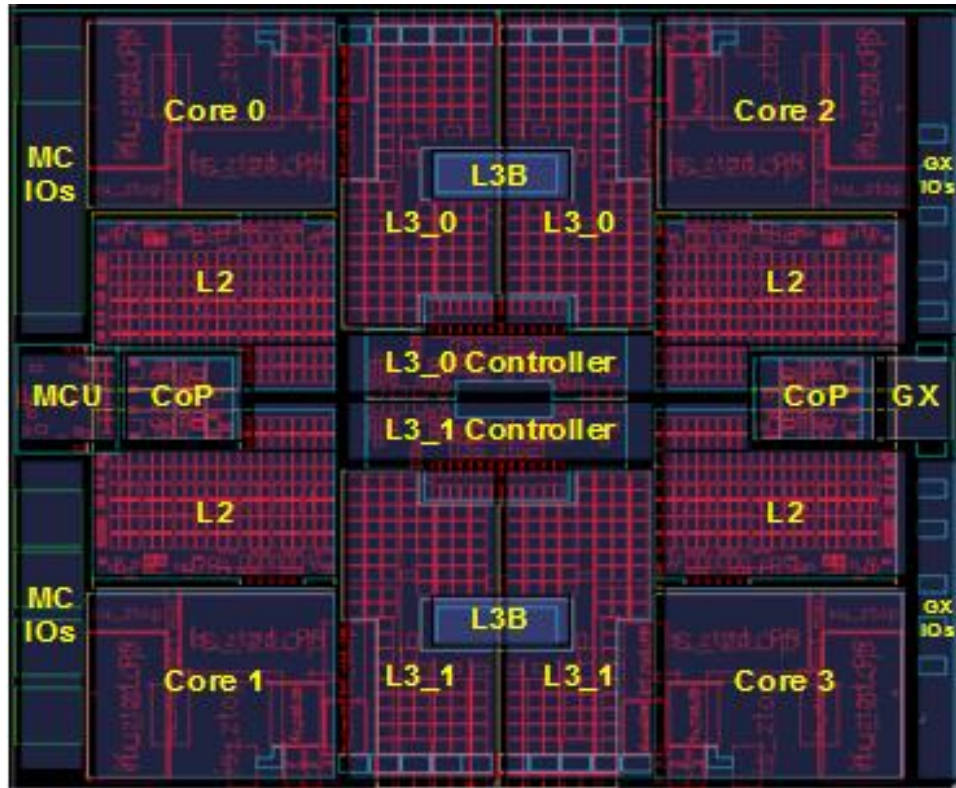 Core 0
Core 2
MC
IOs
GX
IOs
L3B
L3_0
L3_0
L2
L2
L3_0 Controller
MCU
CoP
CoP
GX
L3_1 Controller
L2
L2
MC
IOs
GX
IOs
L3B
Core 1
L3_1
L3_1
Core 3